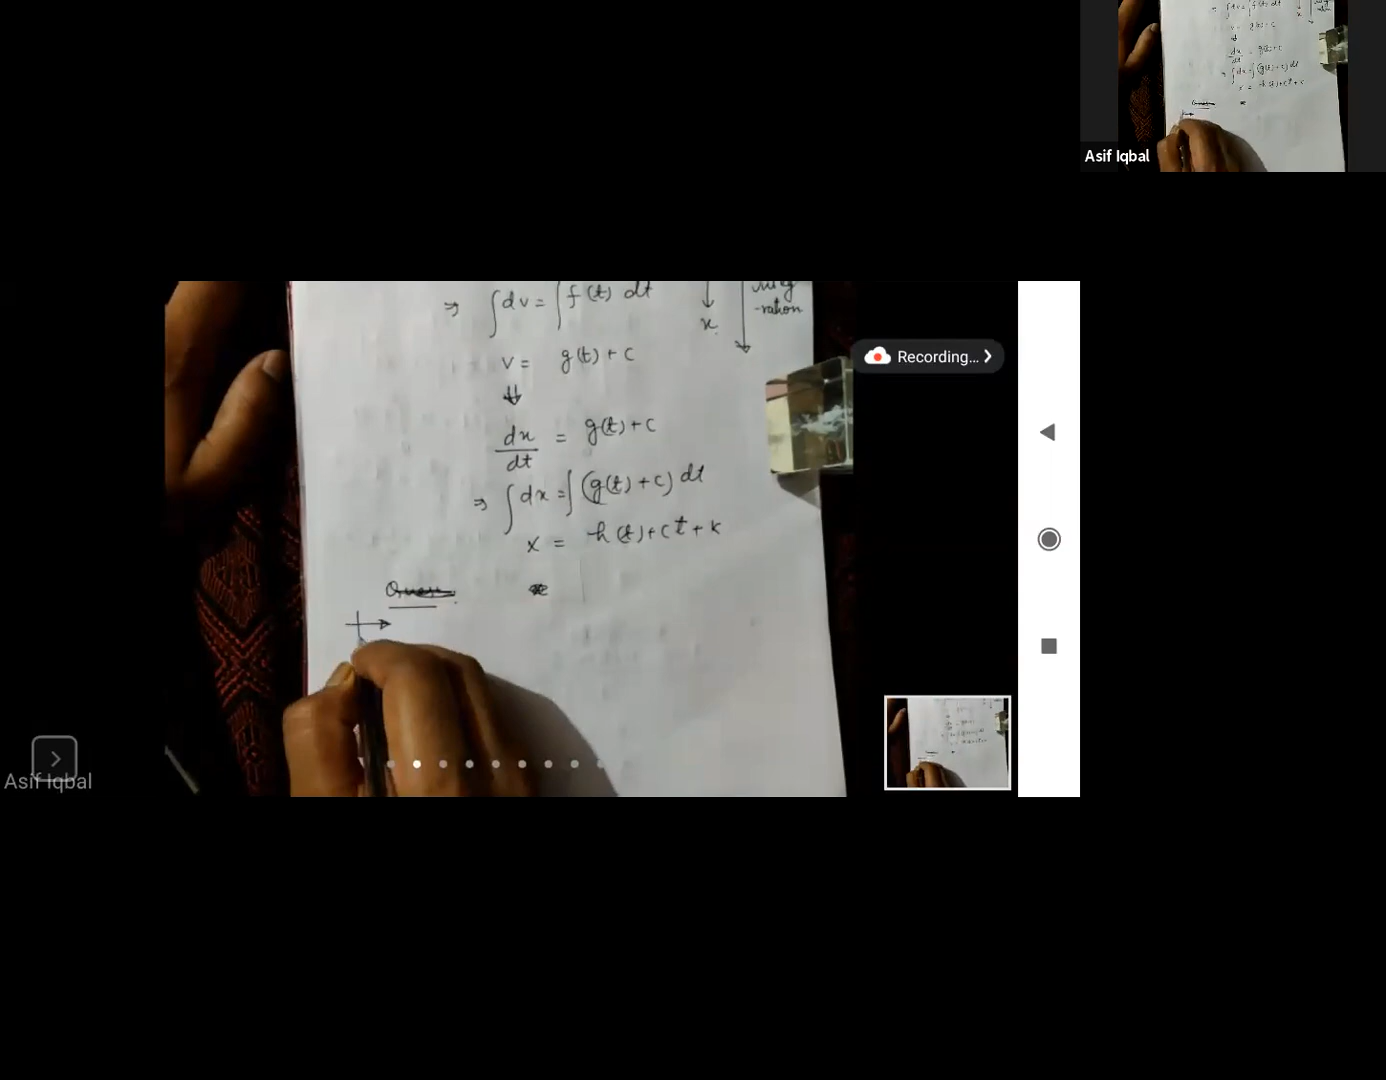 Asif Iqbal
⇒ ∫dv = ∫f(t) dt
x
-ration
v = g(t) + c
⇓
dx/dt = g(t) + c
⇒ ∫dx = ∫(g(t) + c) dt
x = h(t) + ct + k
Recording...
Asif Iqbal